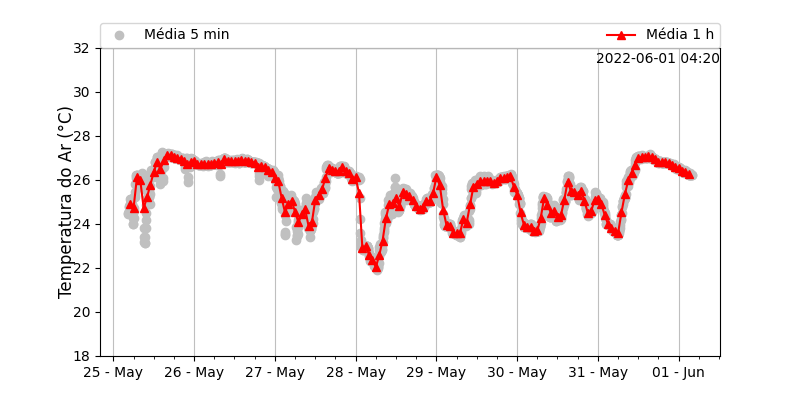 Média 5 min
Média 1 h
2022-06-01 04:20
Temperatura do Ar (°C)
32
30
28
26
24
22
20
18
25 - May
26 - May
27 - May
28 - May
29 - May
30 - May
31 - May
01 - Jun